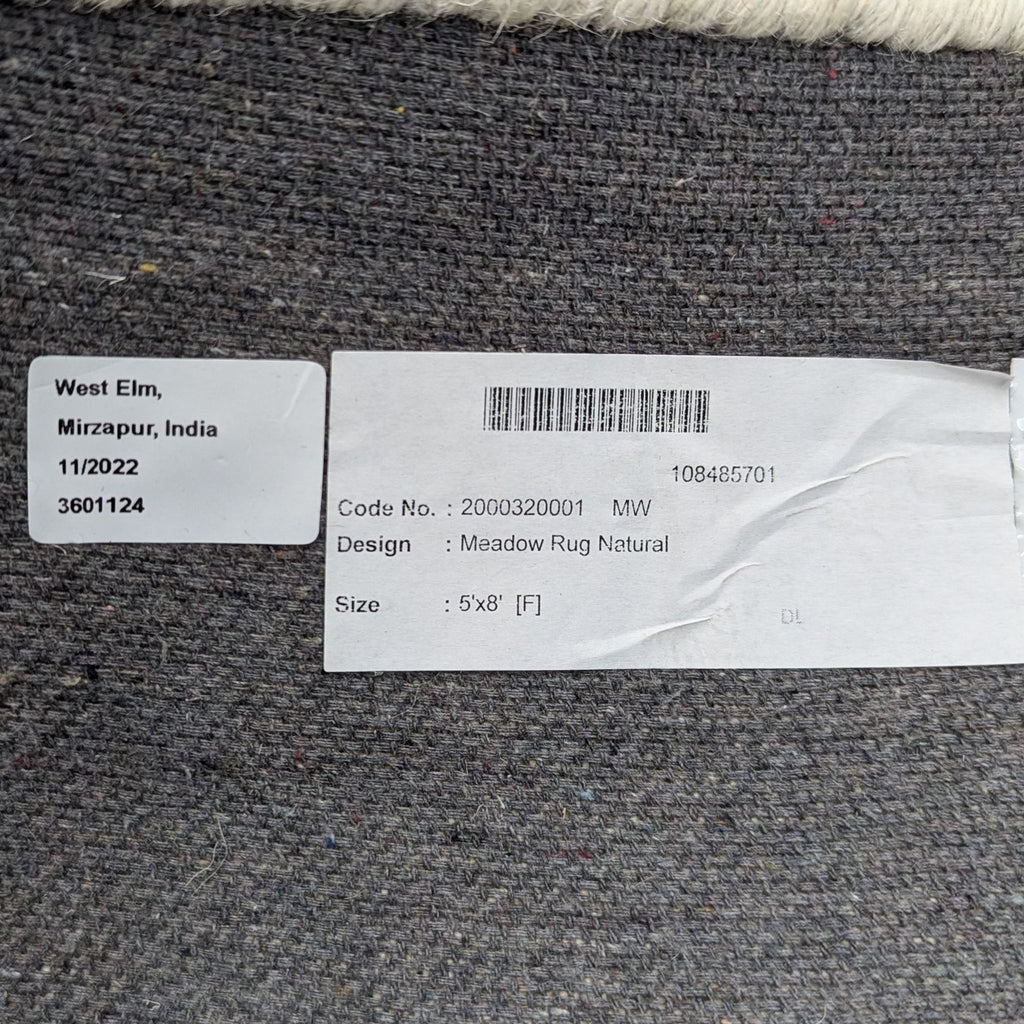 West Elm,
Mirzapur, India
11/2022
3601124
108485701
Code No. : 2000320001 MW
Design : Meadow Rug Natural
Size : 5'x8' [F]
DL